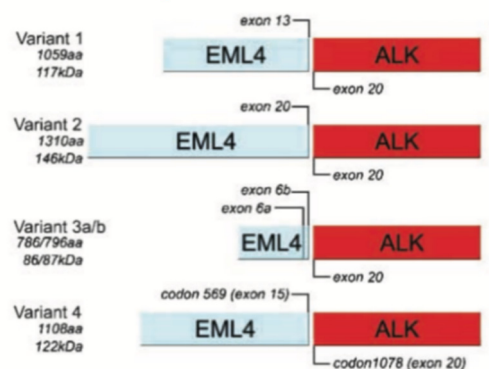 exon 13
Variant 1
1059aa
117kDa
EML4
ALK
exon 20
exon 20
Variant 2
1310aa
146kDa
EML4
ALK
exon 20
exon 6b
exon 6a
Variant 3a/b
786/796aa
86/87kDa
EML4
ALK
exon 20
codon 569 (exon 15)
Variant 4
1108aa
122kDa
EML4
ALK
codon1078 (exon 20)